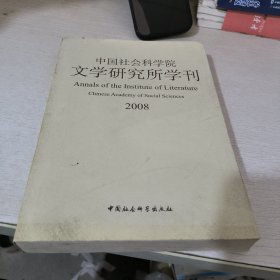 中国社会科学院
文学研究所学刊
Annals of the Institute of Literature
Chinese Academy of Social Sciences
2008
中国社会科学出版社